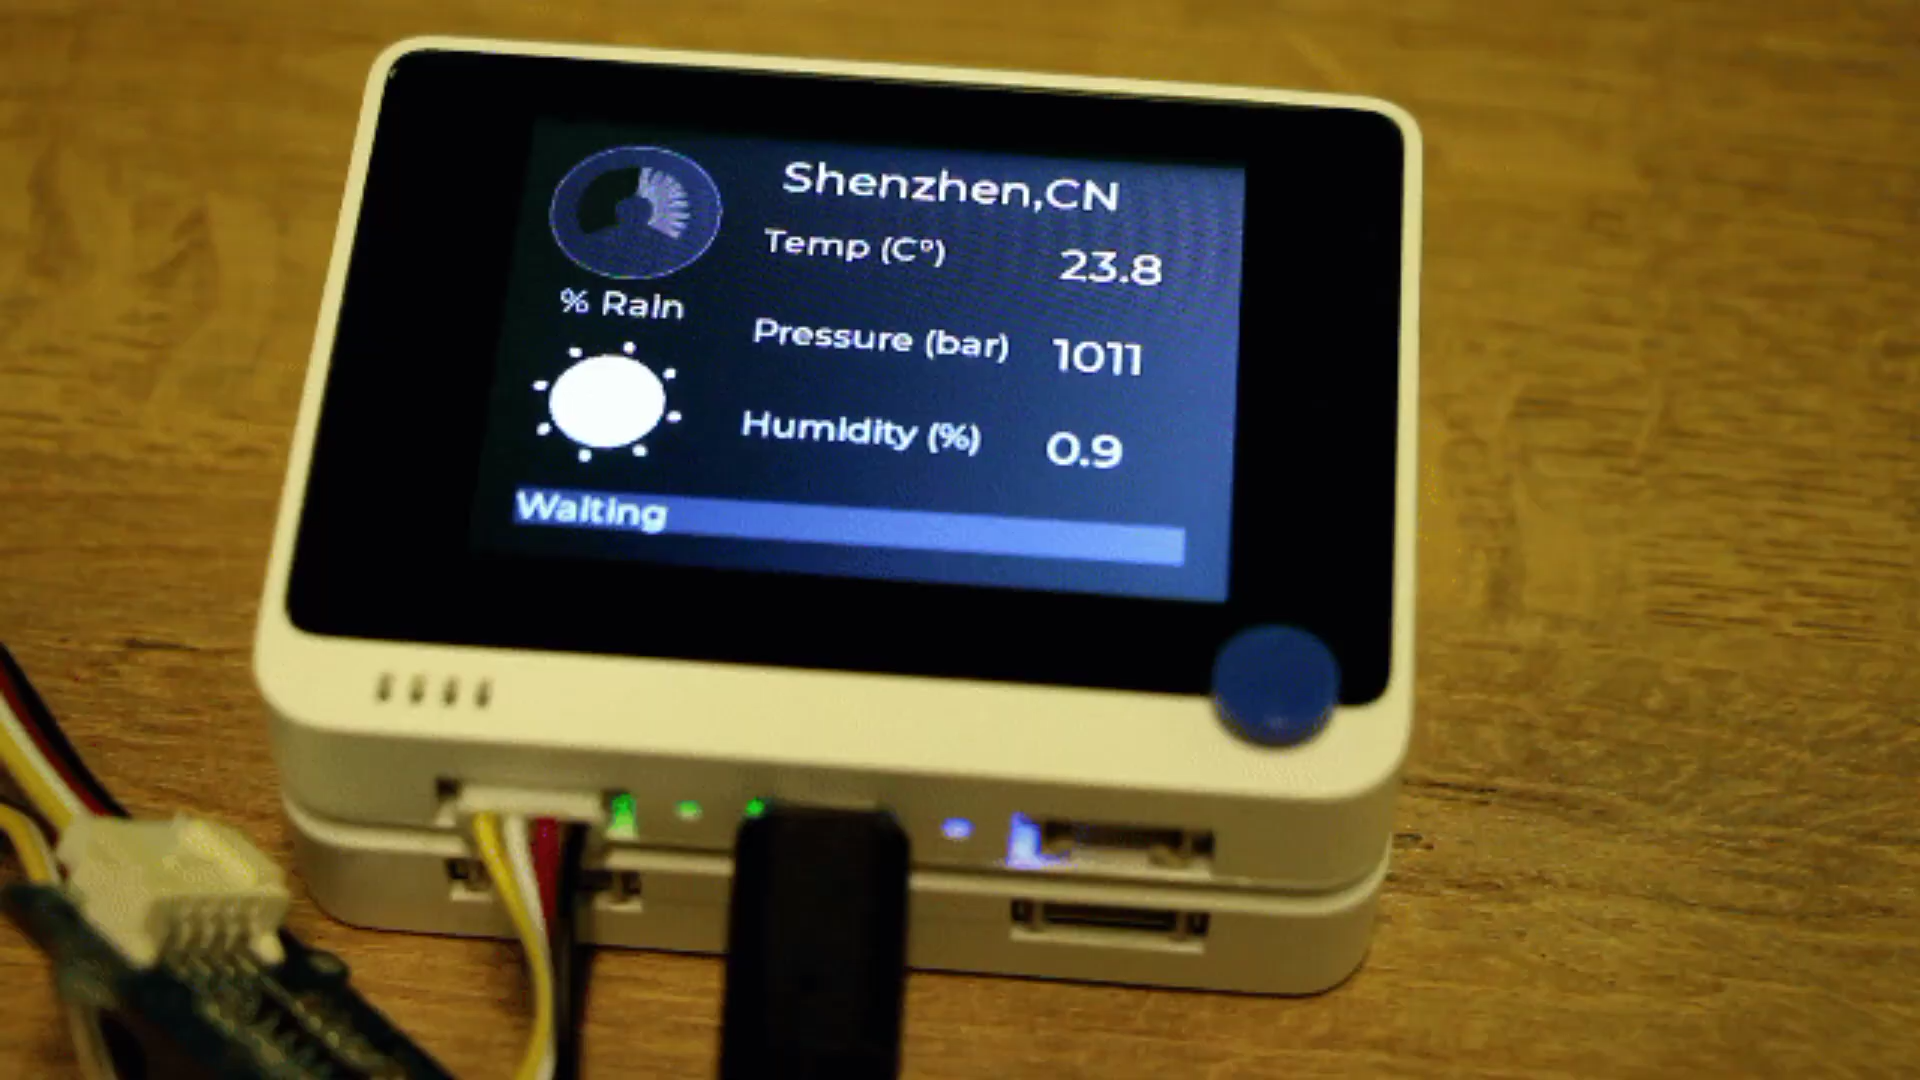 Shenzhen,CN
Temp (C°) 23.8
% Rain
Pressure (bar) 1011
Humidity (%) 0.9
Waiting